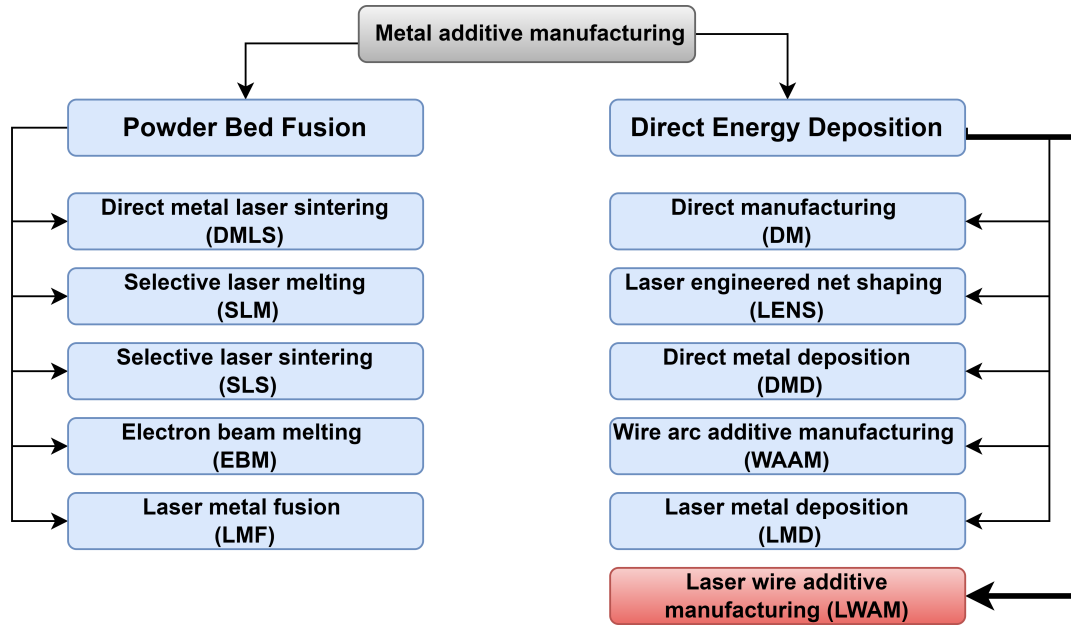 Metal additive manufacturing
Powder Bed Fusion
Direct metal laser sintering
(DMLS)
Selective laser melting
(SLM)
Selective laser sintering
(SLS)
Electron beam melting
(EBM)
Laser metal fusion
(LMF)
Direct Energy Deposition
Direct manufacturing
(DM)
Laser engineered net shaping
(LENS)
Direct metal deposition
(DMD)
Wire arc additive manufacturing
(WAAM)
Laser metal deposition
(LMD)
Laser wire additive
manufacturing (LWAM)